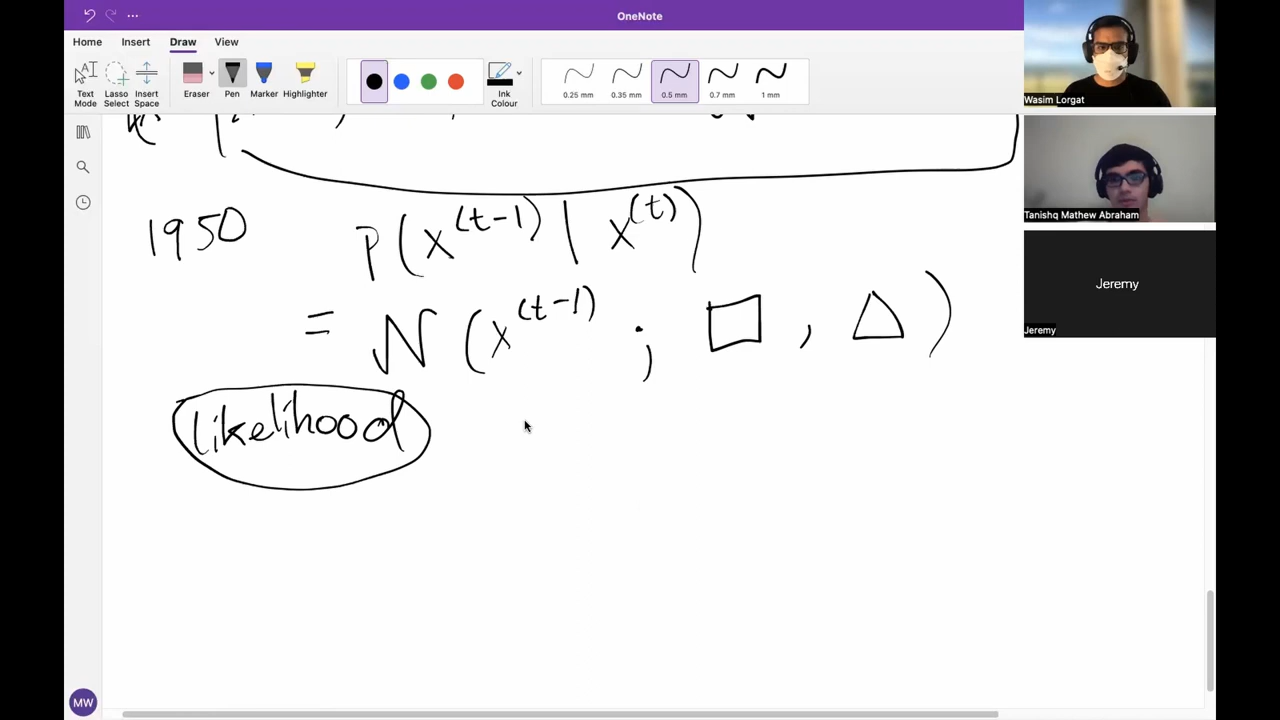 OneNote
Home Insert Draw View
Text Mode Lasso Select Insert Space Eraser Pen Marker Highlighter Ink Colour 0.25 mm 0.35 mm 0.5 mm 0.7 mm 1 mm
Wasim Lorgat
Tanishq Mathew Abraham
Jeremy
Jeremy
1950 P(x^(t-1) | x^(t))
= N(x^(t-1) ; □ , △)
likelihood
MW